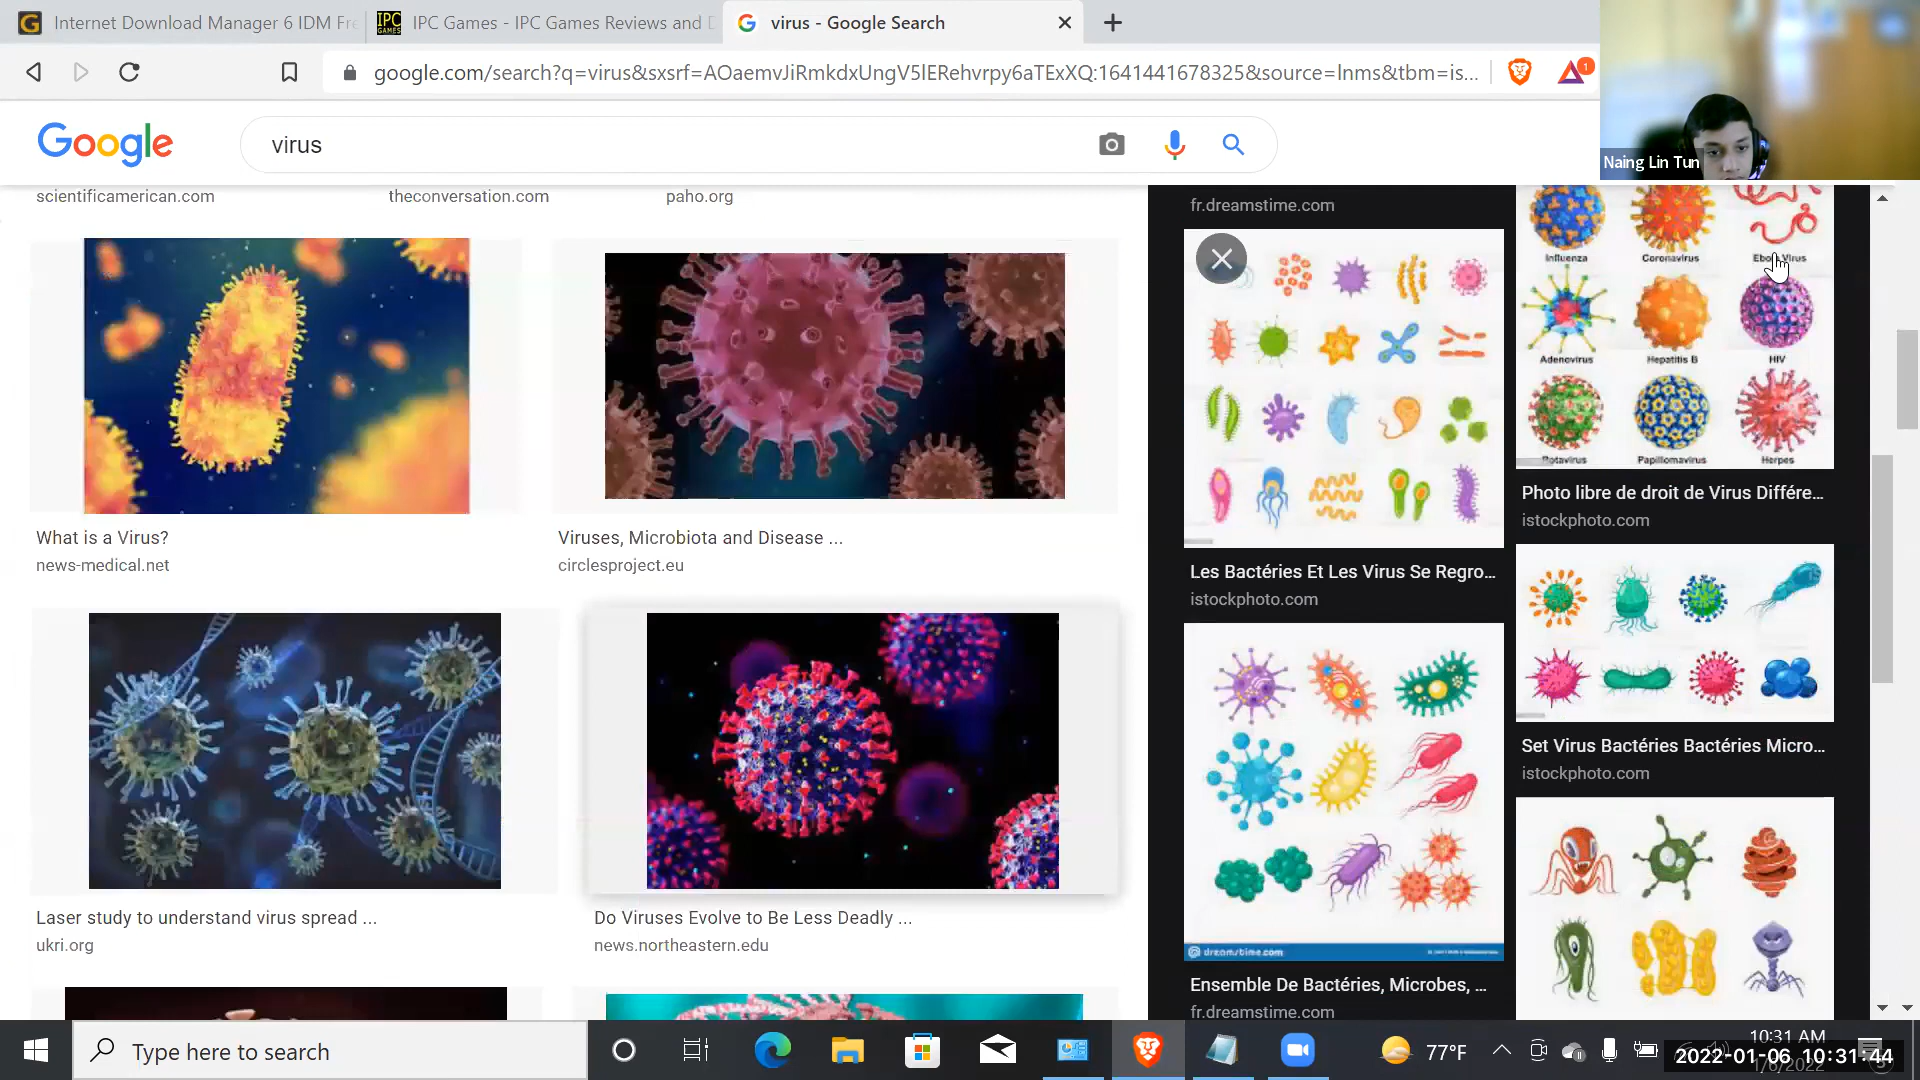 Internet Download Manager 6 IDM Fre
IPC Games - IPC Games Reviews and D
virus - Google Search
google.com/search?q=virus&sxsrf=AOaemvJiRmkdxUngV5lERehvrpy6aTExXQ:1641441678325&source=lnms&tbm=is...
1
Google
virus
Naing Lin Tun
scientificamerican.com
theconversation.com
paho.org
fr.dreamstime.com
Influenza
Coronavirus
Adenovirus
Hepatitis B
HIV
Rotavirus
Papillomavirus
Herpes
Photo libre de droit de Virus Différe...
istockphoto.com
What is a Virus?
news-medical.net
Viruses, Microbiota and Disease ...
circlesproject.eu
Les Bactéries Et Les Virus Se Regro...
istockphoto.com
Set Virus Bactéries Bactéries Micro...
istockphoto.com
Laser study to understand virus spread ...
ukri.org
Do Viruses Evolve to Be Less Deadly ...
news.northeastern.edu
dreamstime.com
Ensemble De Bactéries, Microbes, ...
fr.dreamstime.com
Type here to search
77°F
10:31 AM
2022-01-06 10:31:44